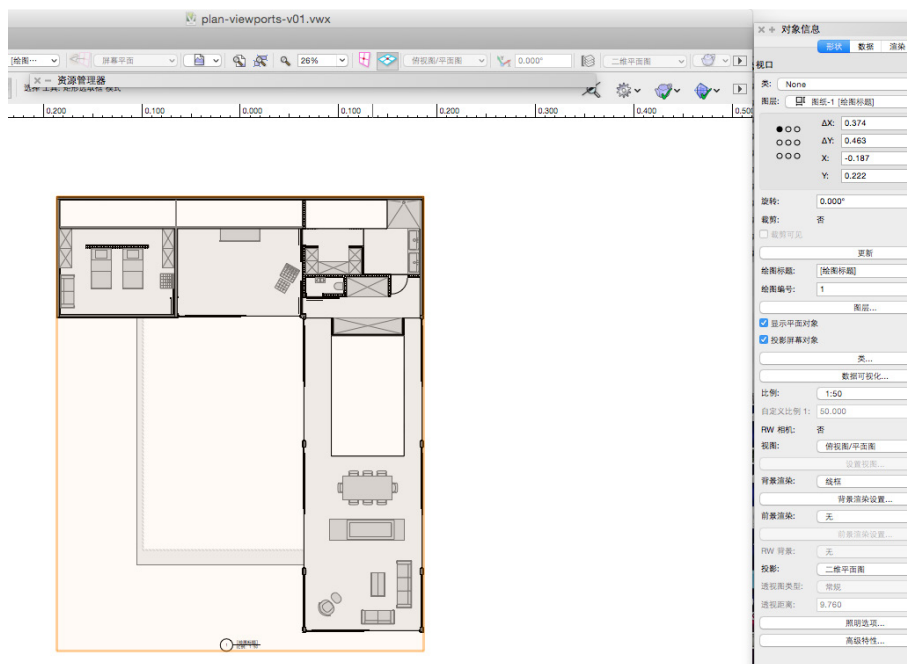 plan-viewports-v01.vwx
对象信息
形状 数据 渲染
视口
[绘图… 屏幕平面 26% 俯视图/平面图 0.000° 二维平面图
资源管理器
0.200 0.100 0.000 0.100 0.200 0.300 0.400 0.500
类: None
图层: 图纸-1 [绘图标题]
ΔX: 0.374
ΔY: 0.463
X: -0.187
Y: 0.222
旋转: 0.000°
裁剪: 否
裁剪可见
更新
绘图标题: [绘图标题]
绘图编号: 1
图层...
显示平面对象
投影屏幕对象
类...
数据可视化...
比例: 1:50
自定义比例 1: 50.000
RW 相机: 否
视图: 俯视图/平面图
设置视图...
背景渲染: 线框
背景渲染设置...
前景渲染: 无
前景渲染设置...
RW 背景: 无
投影: 二维平面图
透视图类型: 常规
透视距离: 9.760
照明选项...
高级特性...
1 [绘图标题]